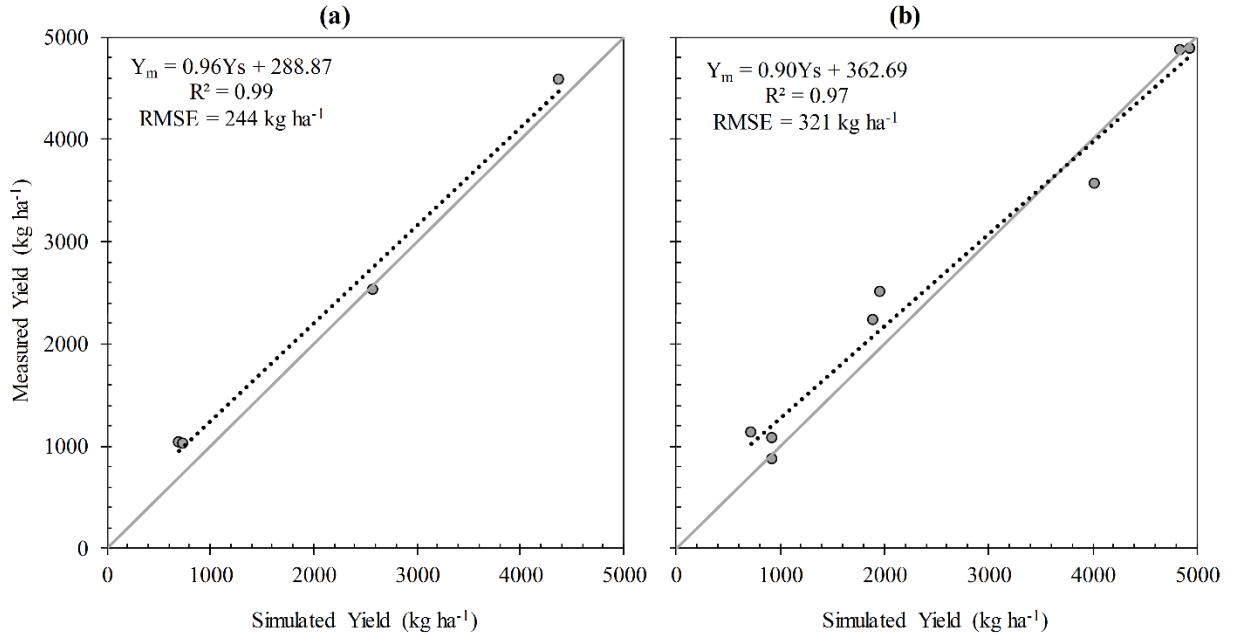 (a)
Y_m = 0.96Ys + 288.87
R² = 0.99
RMSE = 244 kg ha⁻¹
Measured Yield (kg ha⁻¹)
5000
4000
3000
2000
1000
0
0 1000 2000 3000 4000 5000
Simulated Yield (kg ha⁻¹)
(b)
Y_m = 0.90Ys + 362.69
R² = 0.97
RMSE = 321 kg ha⁻¹
0 1000 2000 3000 4000 5000
Simulated Yield (kg ha⁻¹)